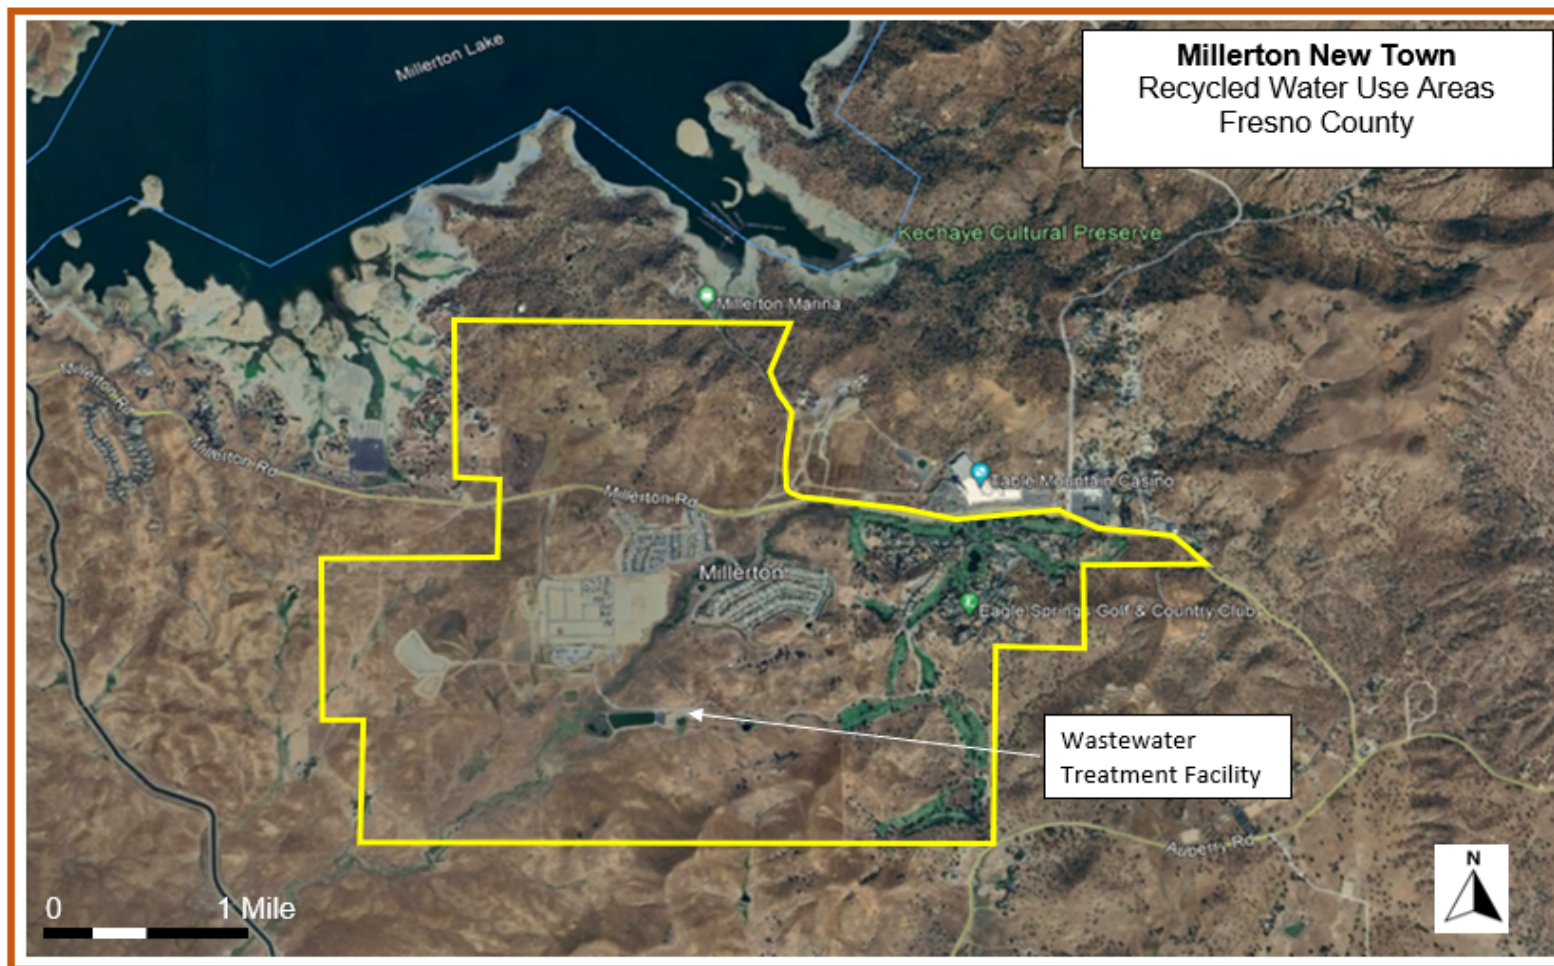 Millerton Lake
Millerton New Town
Recycled Water Use Areas
Fresno County
Kechaye Cultural Preserve
Millerton Marina
Millerton Rd
Millerton Rd
Millerton Rd
Eagle Mountain Casino
Millerton
Eagle Springs Golf & Country Club
Wastewater
Treatment Facility
Auberry Rd
N
0 1 Mile